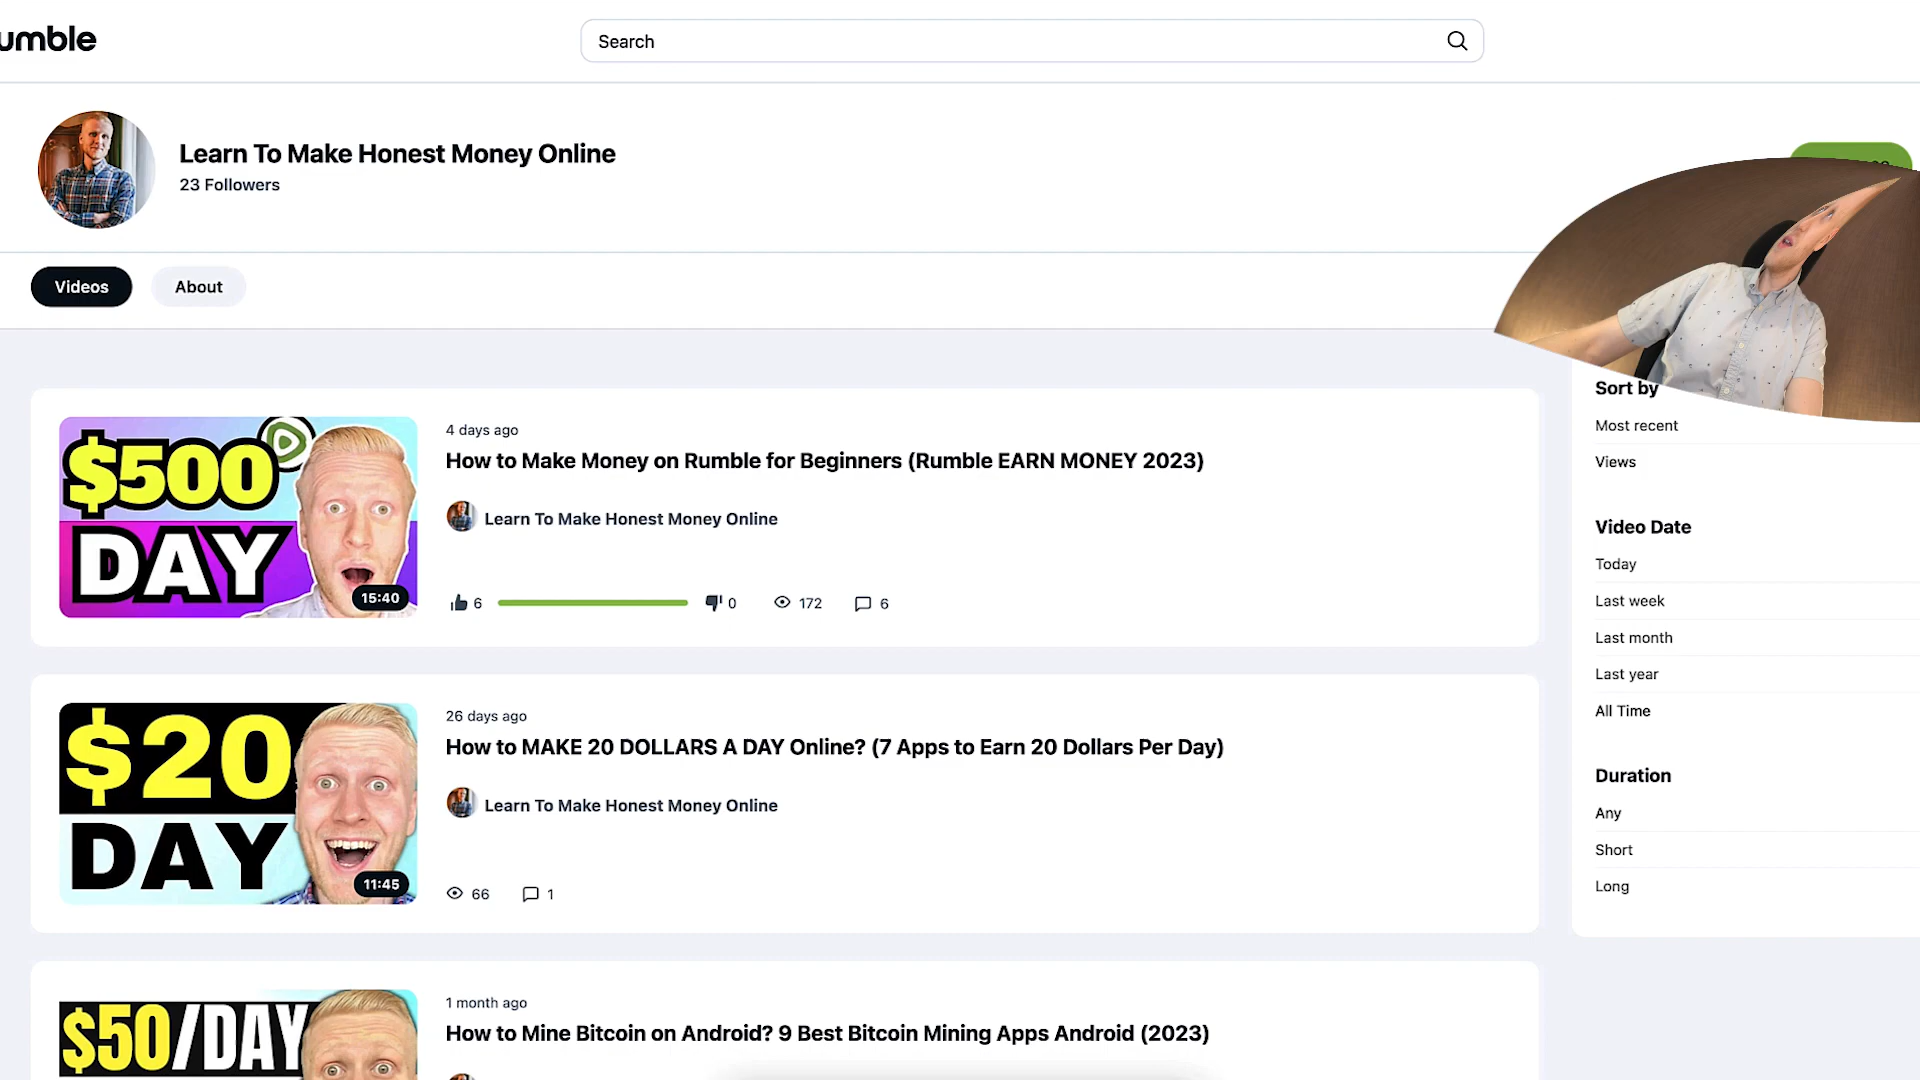 umble
Search
Learn To Make Honest Money Online
23 Followers
Videos
About
$500
DAY
15:40
4 days ago
How to Make Money on Rumble for Beginners (Rumble EARN MONEY 2023)
Learn To Make Honest Money Online
6
0
172
6
$20
DAY
11:45
26 days ago
How to MAKE 20 DOLLARS A DAY Online? (7 Apps to Earn 20 Dollars Per Day)
Learn To Make Honest Money Online
66
1
$50/DAY
1 month ago
How to Mine Bitcoin on Android? 9 Best Bitcoin Mining Apps Android (2023)
Sort by
Most recent
Views
Video Date
Today
Last week
Last month
Last year
All Time
Duration
Any
Short
Long